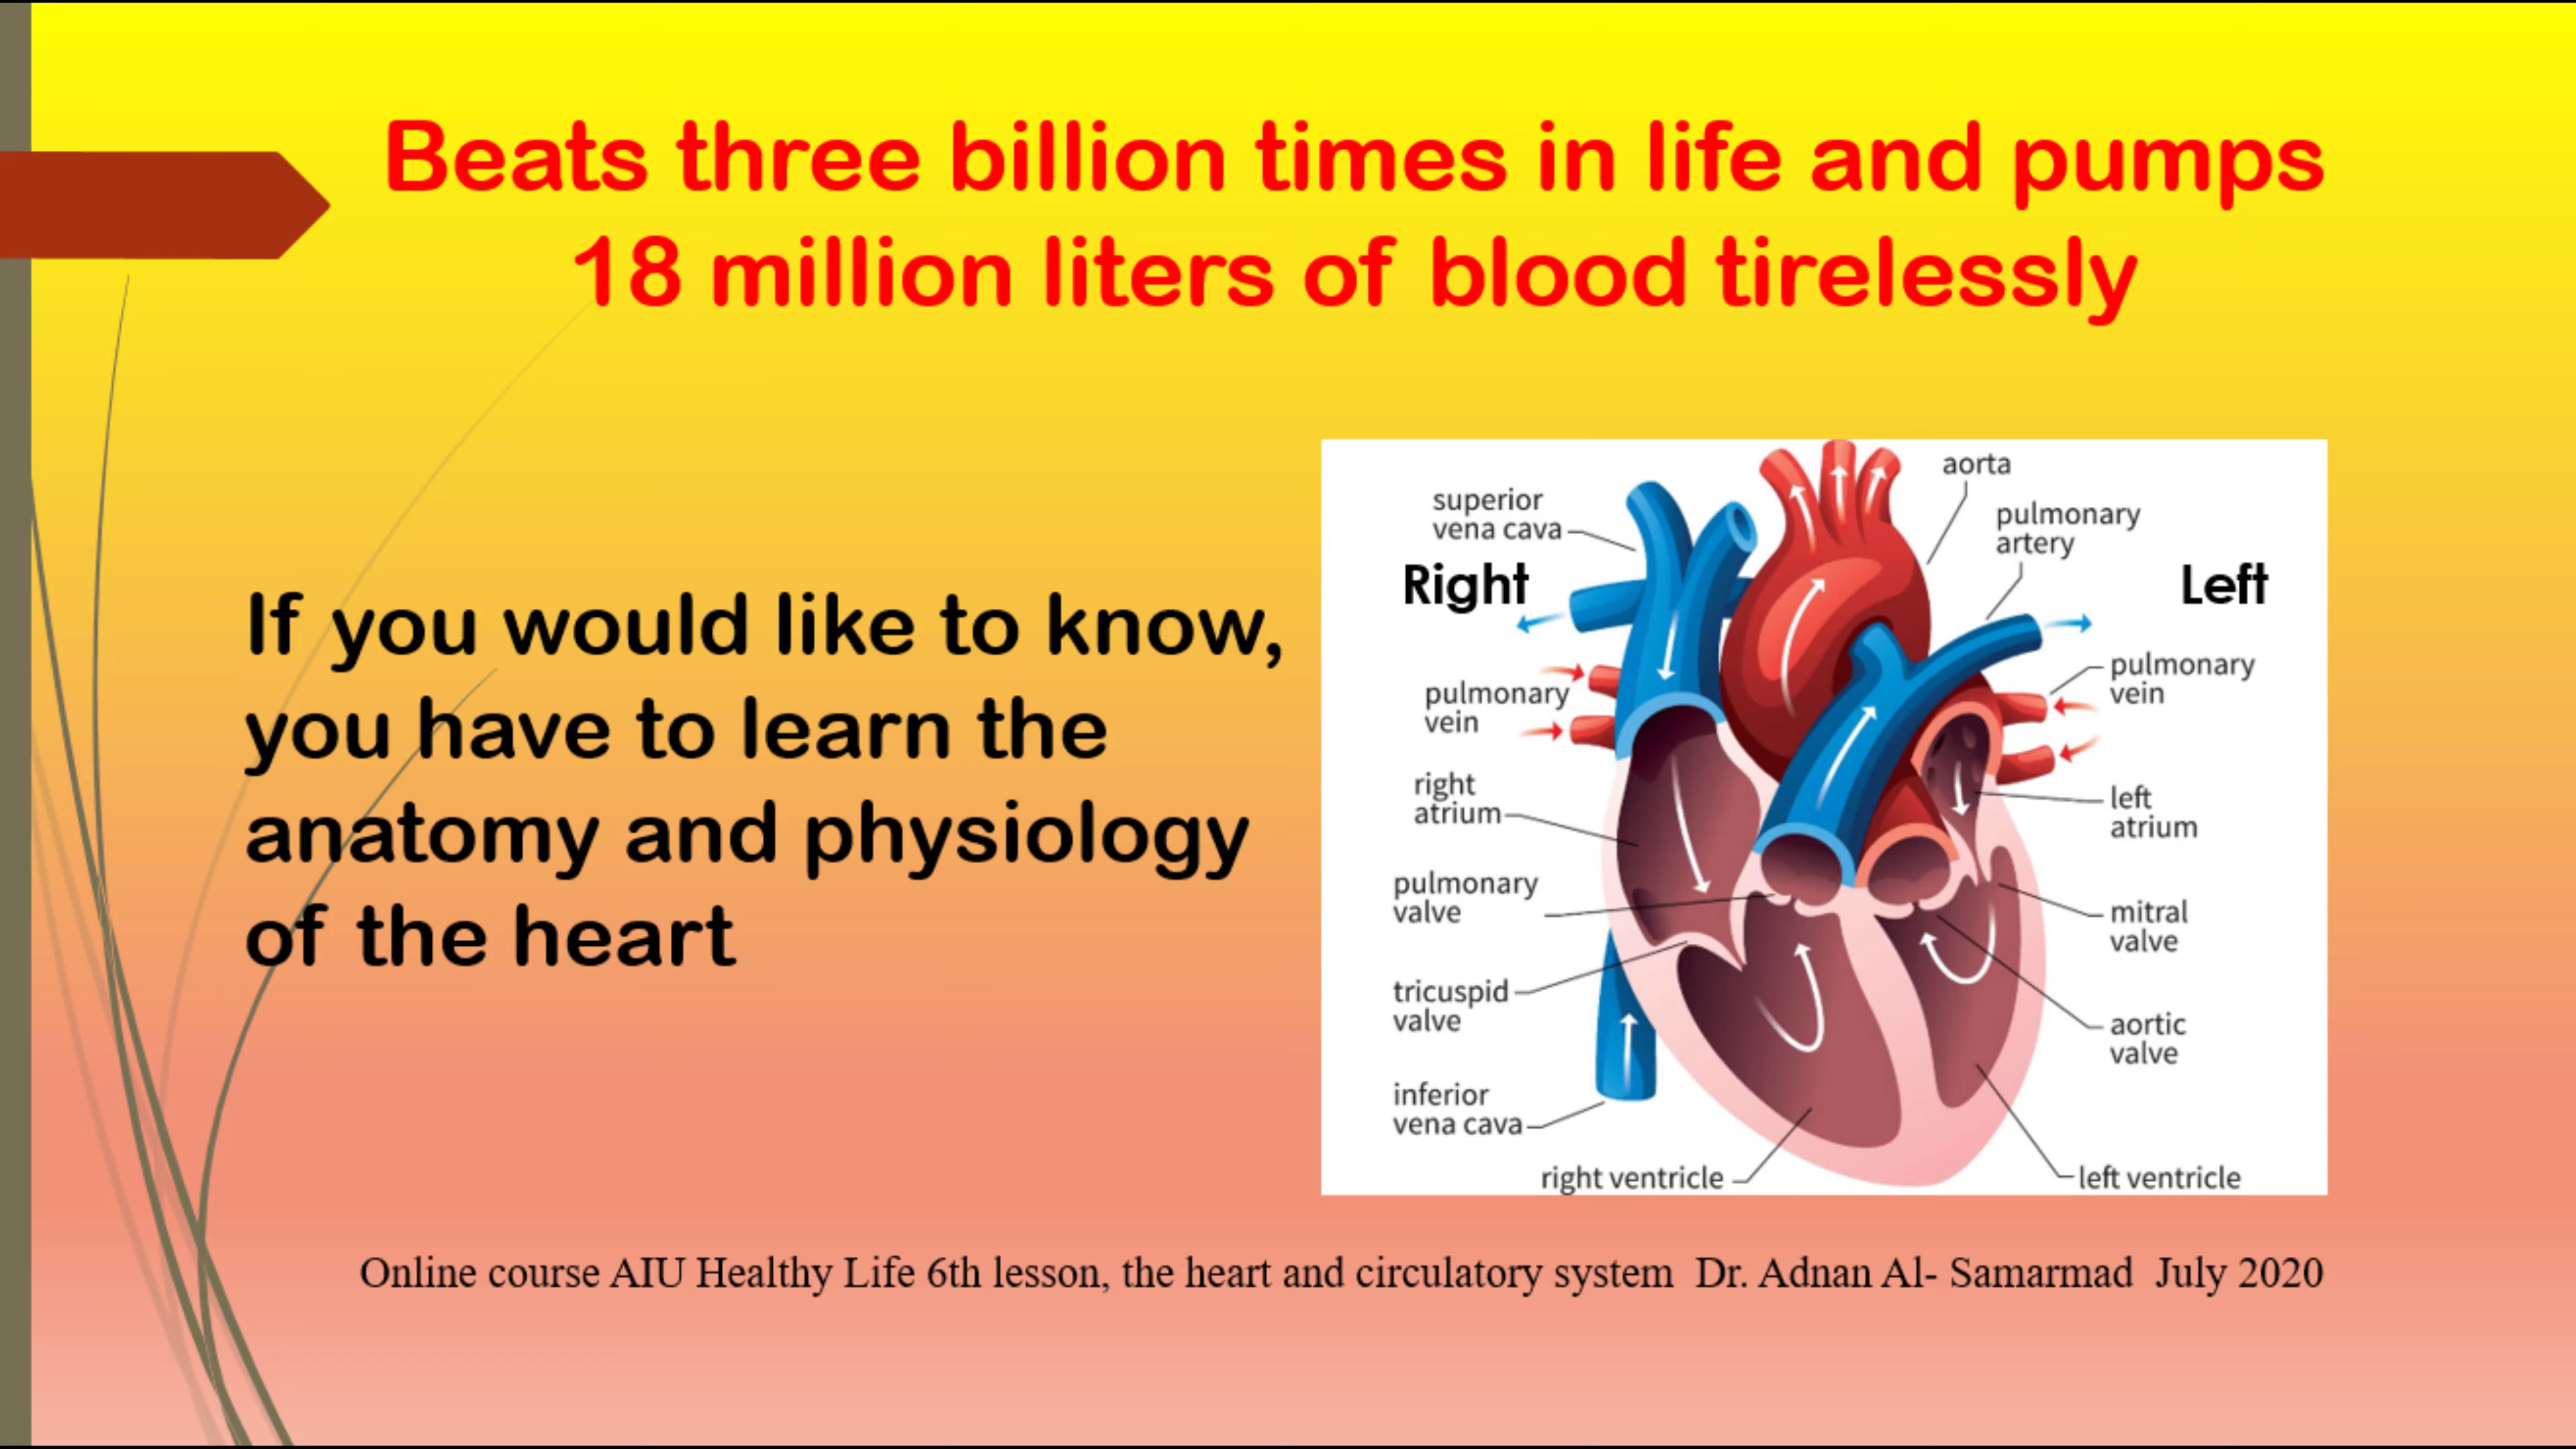 Beats three billion times in life and pumps
18 million liters of blood tirelessly
If you would like to know,
you have to learn the
anatomy and physiology
of the heart
superior
vena cava
Right
pulmonary
vein
right
atrium
pulmonary
valve
tricuspid
valve
inferior
vena cava
right ventricle
aorta
pulmonary
artery
Left
pulmonary
vein
left
atrium
mitral
valve
aortic
valve
left ventricle
Online course AIU Healthy Life 6th lesson, the heart and circulatory system  Dr. Adnan Al- Samarmad  July 2020